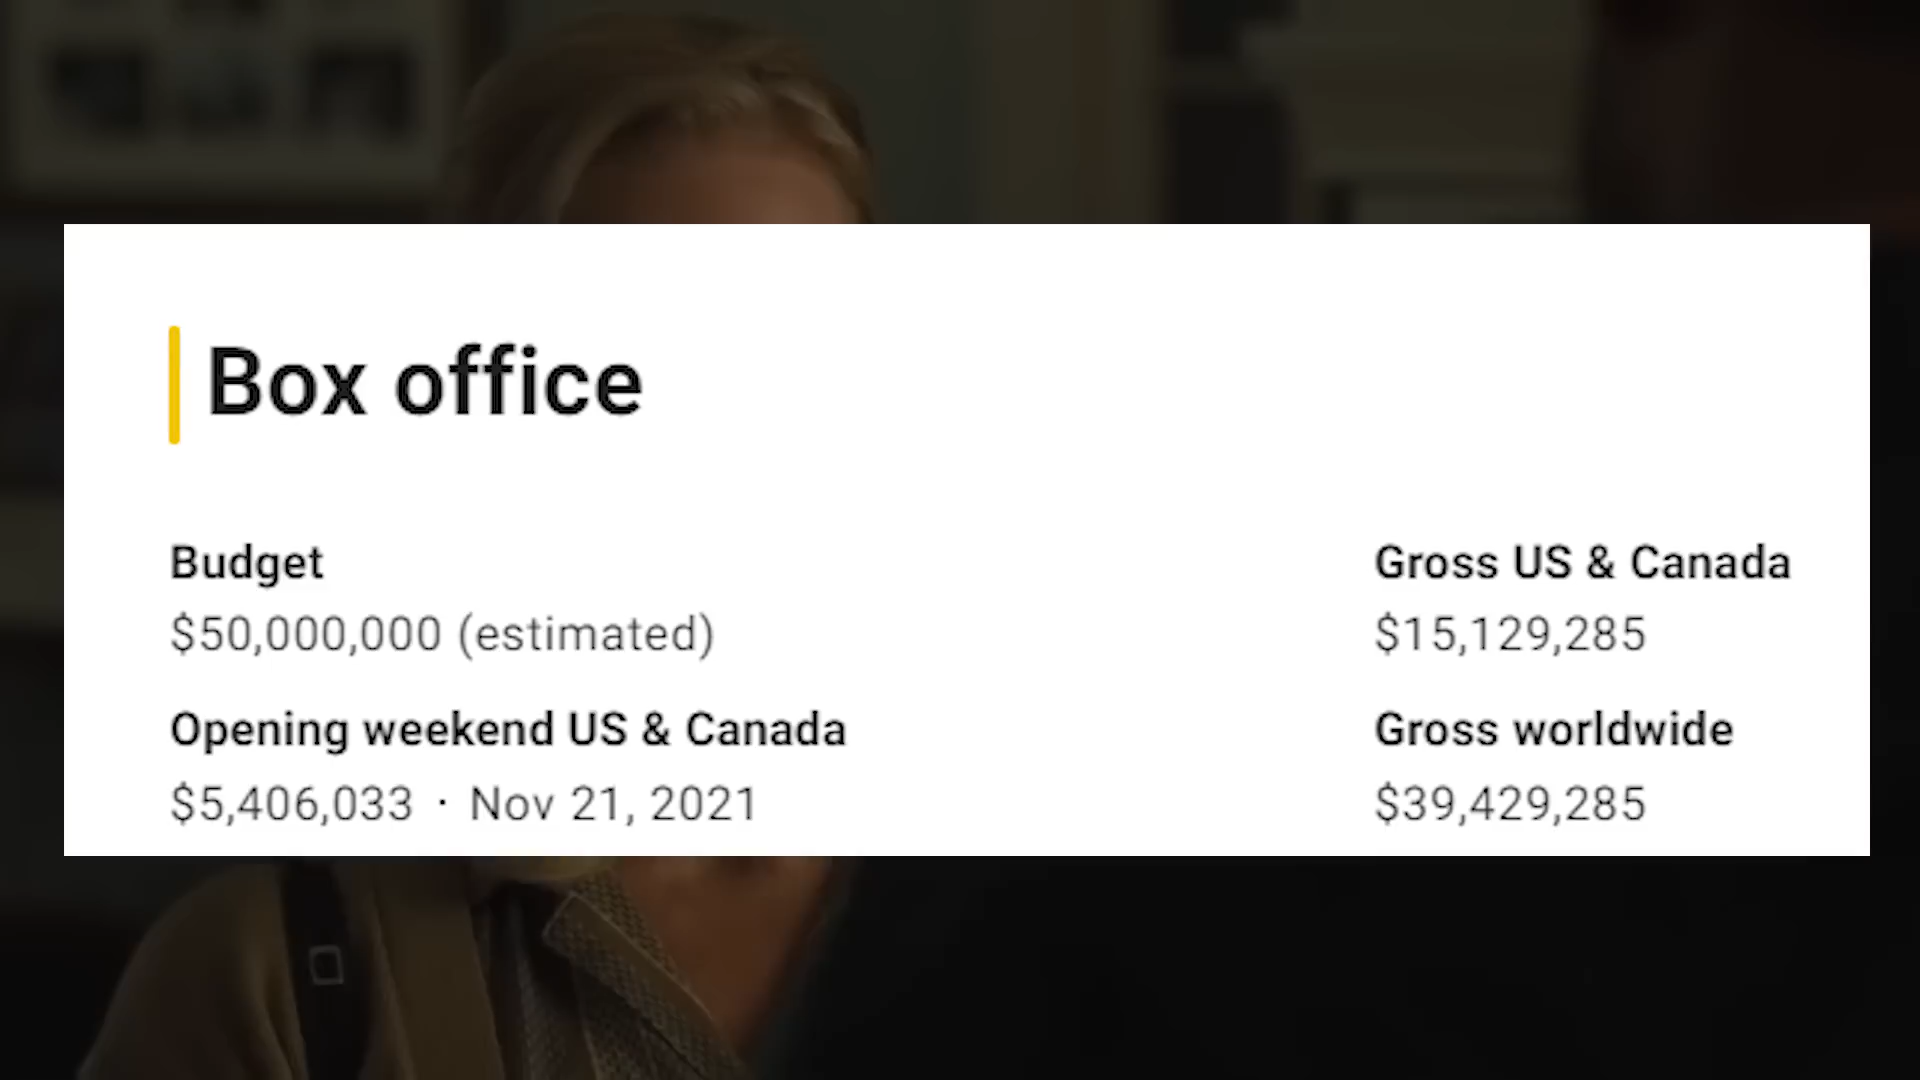 Box office
Budget
$50,000,000 (estimated)
Opening weekend US & Canada
$5,406,033 · Nov 21, 2021
Gross US & Canada
$15,129,285
Gross worldwide
$39,429,285